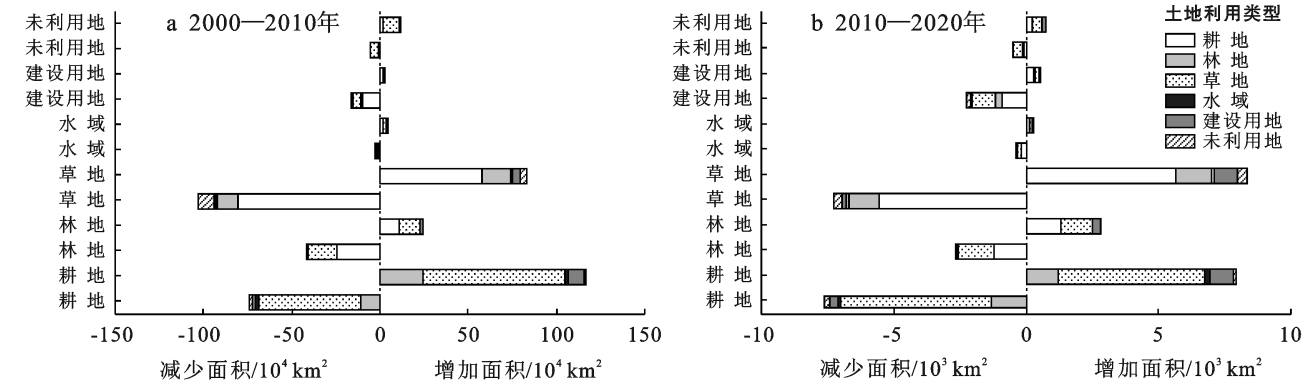 a 2000—2010年
未利用地
未利用地
建设用地
建设用地
水 域
水 域
草 地
草 地
林 地
林 地
耕 地
耕 地
-150 -100 -50 0 50 100 150
减少面积/10⁴ km² 增加面积/10⁴ km²
b 2010—2020年
未利用地
未利用地
建设用地
建设用地
水 域
水 域
草 地
草 地
林 地
林 地
耕 地
耕 地
-10 -5 0 5 10
减少面积/10³ km² 增加面积/10³ km²
土地利用类型
耕 地
林 地
草 地
水 域
建设用地
未利用地